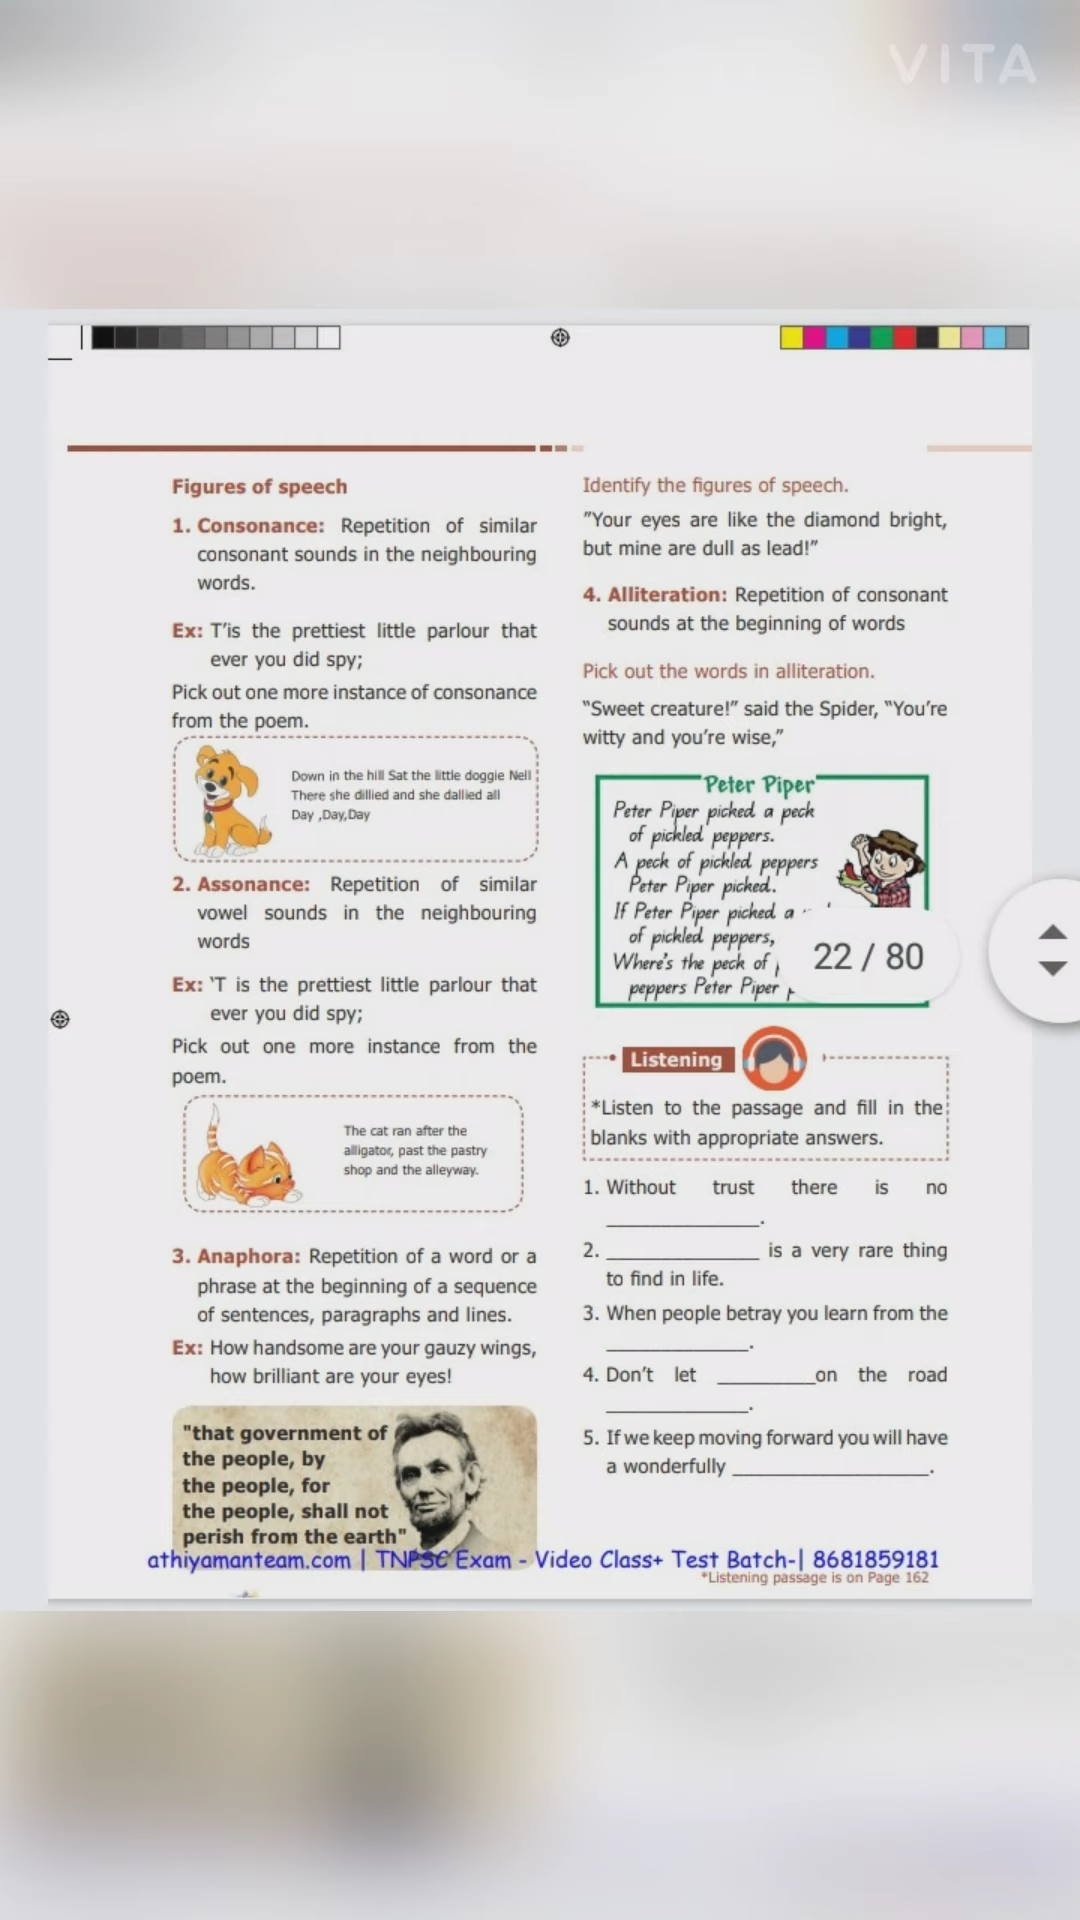 VITA
Figures of speech
1. Consonance: Repetition of similar
consonant sounds in the neighbouring
words.
Ex: T'is the prettiest little parlour that
ever you did spy;
Pick out one more instance of consonance
from the poem.
Down in the hill Sat the little doggie Nell
There she dillied and she dallied all
Day ,Day,Day
2. Assonance: Repetition of similar
vowel sounds in the neighbouring
words
Ex: 'T is the prettiest little parlour that
ever you did spy;
Pick out one more instance from the
poem.
The cat ran after the
alligator, past the pastry
shop and the alleyway.
3. Anaphora: Repetition of a word or a
phrase at the beginning of a sequence
of sentences, paragraphs and lines.
Ex: How handsome are your gauzy wings,
how brilliant are your eyes!
"that government of
the people, by
the people, for
the people, shall not
perish from the earth"
Identify the figures of speech.
"Your eyes are like the diamond bright,
but mine are dull as lead!"
4. Alliteration: Repetition of consonant
sounds at the beginning of words
Pick out the words in alliteration.
"Sweet creature!" said the Spider, "You're
witty and you're wise,"
Peter Piper
Peter Piper picked a peck
of pickled peppers.
A peck of pickled peppers
Peter Piper picked.
If Peter Piper picked a
of pickled peppers,
Where's the peck of
peppers Peter Piper
22 / 80
Listening
*Listen to the passage and fill in the
blanks with appropriate answers.
1. Without trust there is no
______________.
2. ______________ is a very rare thing
to find in life.
3. When people betray you learn from the
_____________.
4. Don't let _________on the road
_____________.
5. If we keep moving forward you will have
a wonderfully __________________.
athiyamanteam.com | TNPSC Exam - Video Class+ Test Batch-| 8681859181
*Listening passage is on Page 162